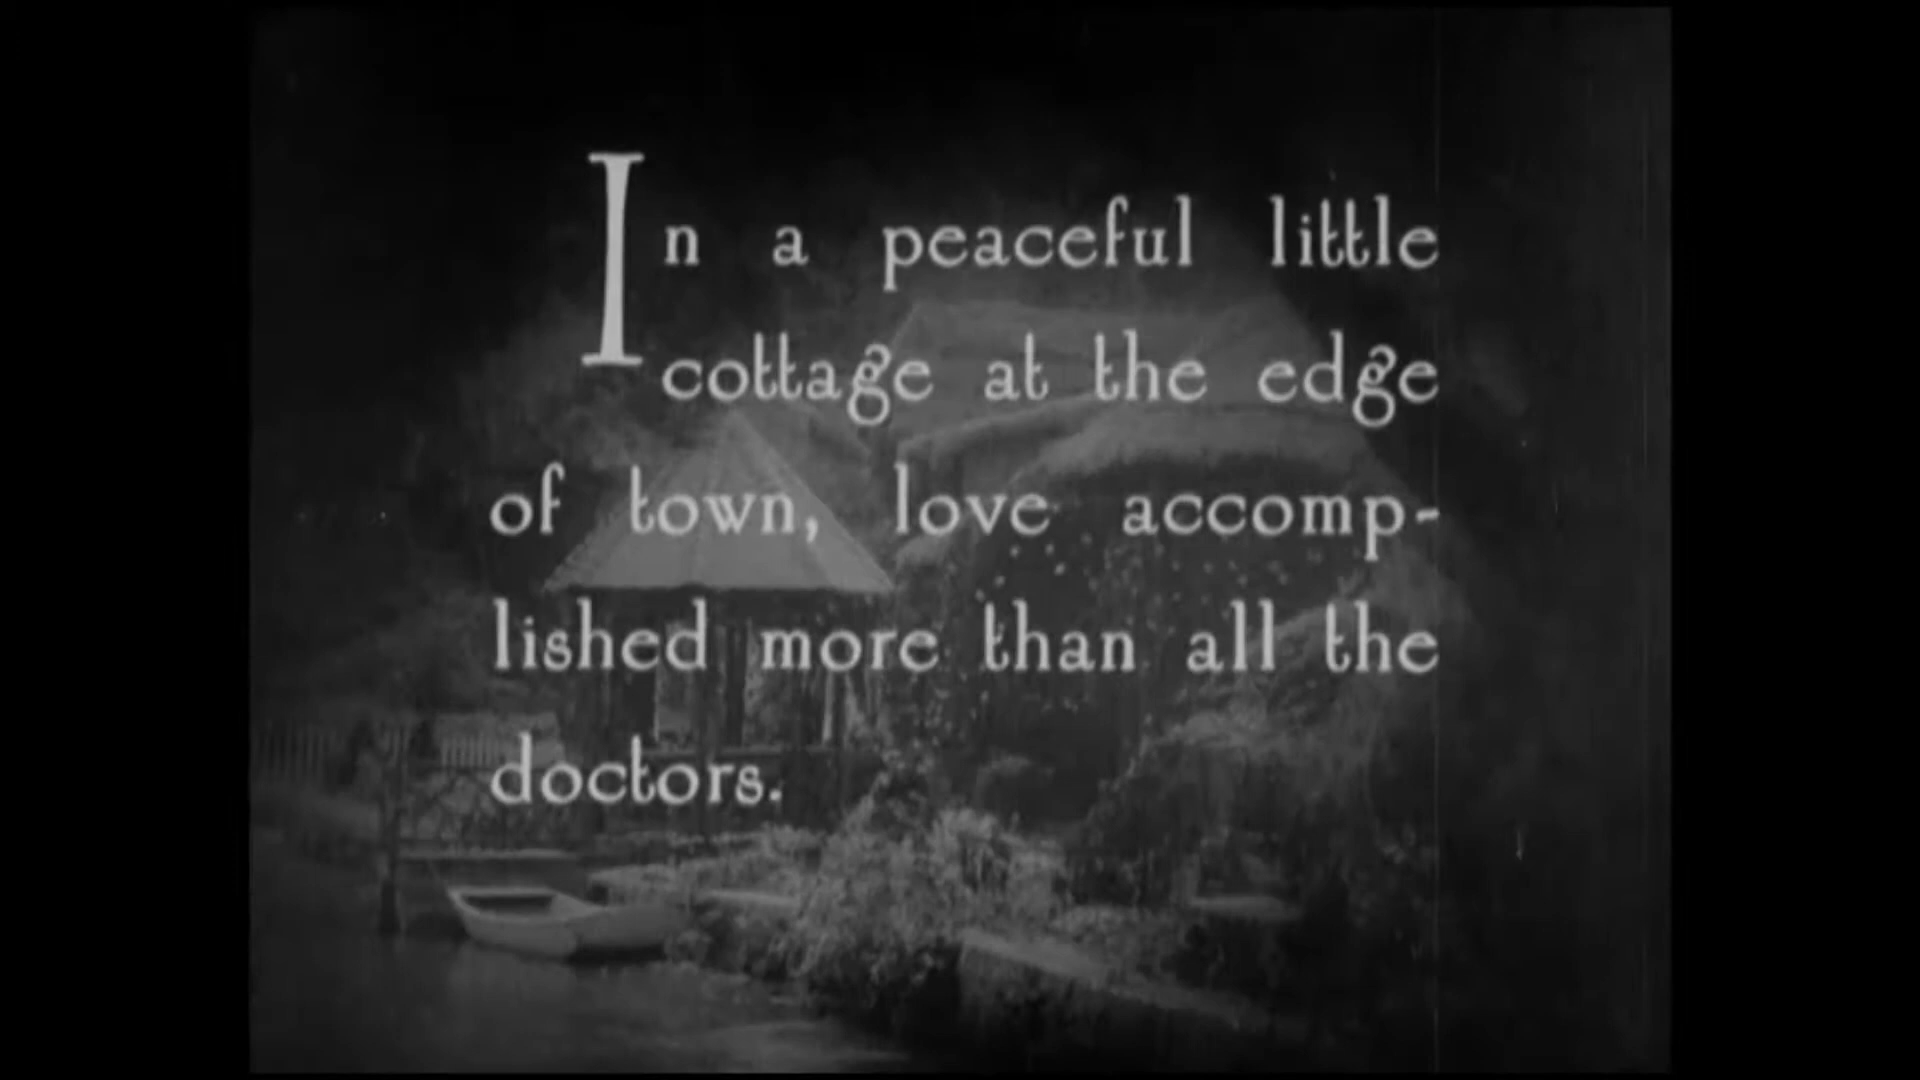 In a peaceful little
cottage at the edge
of town, love accomp-
lished more than all the
doctors.